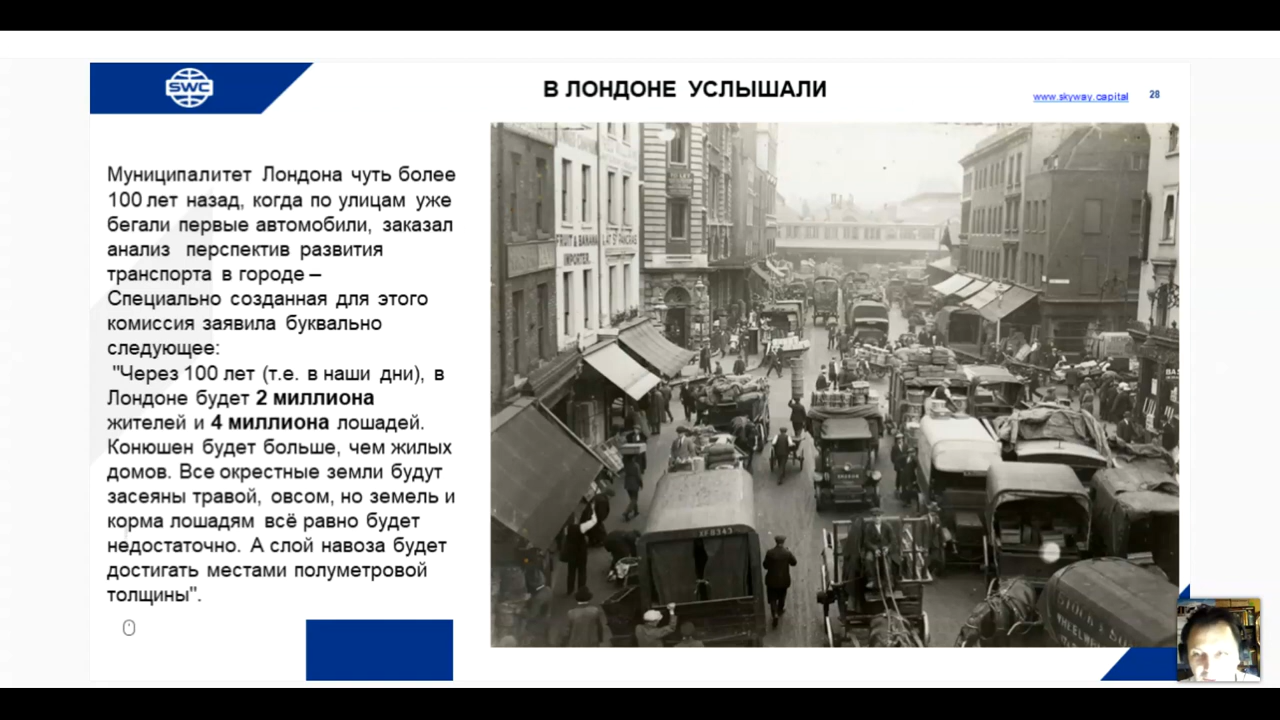 SWC
В ЛОНДОНЕ УСЛЫШАЛИ
www.skyway.capital
28
Муниципалитет Лондона чуть более
100 лет назад, когда по улицам уже
бегали первые автомобили, заказал
анализ перспектив развития
транспорта в городе –
Специально созданная для этого
комиссия заявила буквально
следующее:
"Через 100 лет (т.е. в наши дни), в
Лондоне будет 2 миллиона
жителей и 4 миллиона лошадей.
Конюшен будет больше, чем жилых
домов. Все окрестные земли будут
засеяны травой, овсом, но земель и
корма лошадям всё равно будет
недостаточно. А слой навоза будет
достигать местами полуметровой
толщины".
FRUIT & BANANA
IMPORTER.